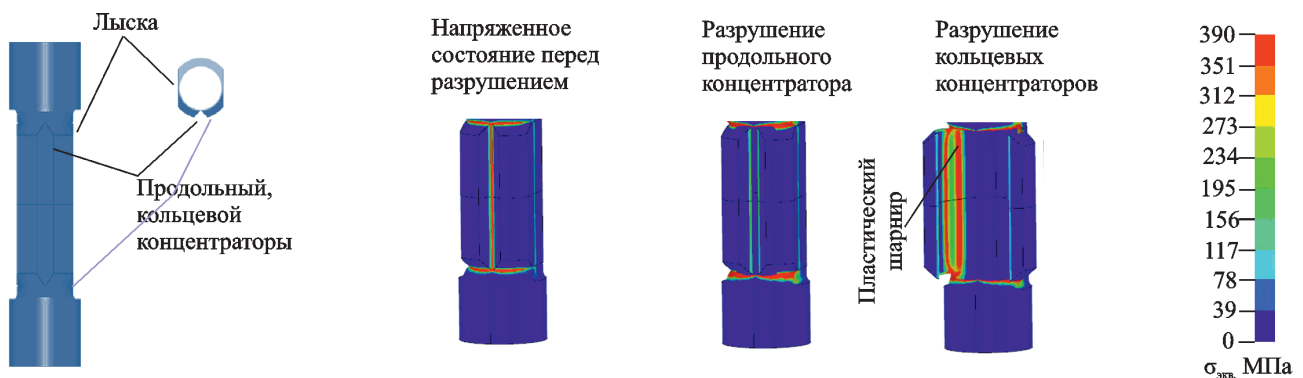 Лыска
Продольный,
кольцевой
концентраторы
Напряженное
состояние перед
разрушением
Разрушение
продольного
концентратора
Разрушение
кольцевых
концентраторов
Пластический
шарнир
390
351
312
273
234
195
156
117
78
39
0
σэкв, МПа